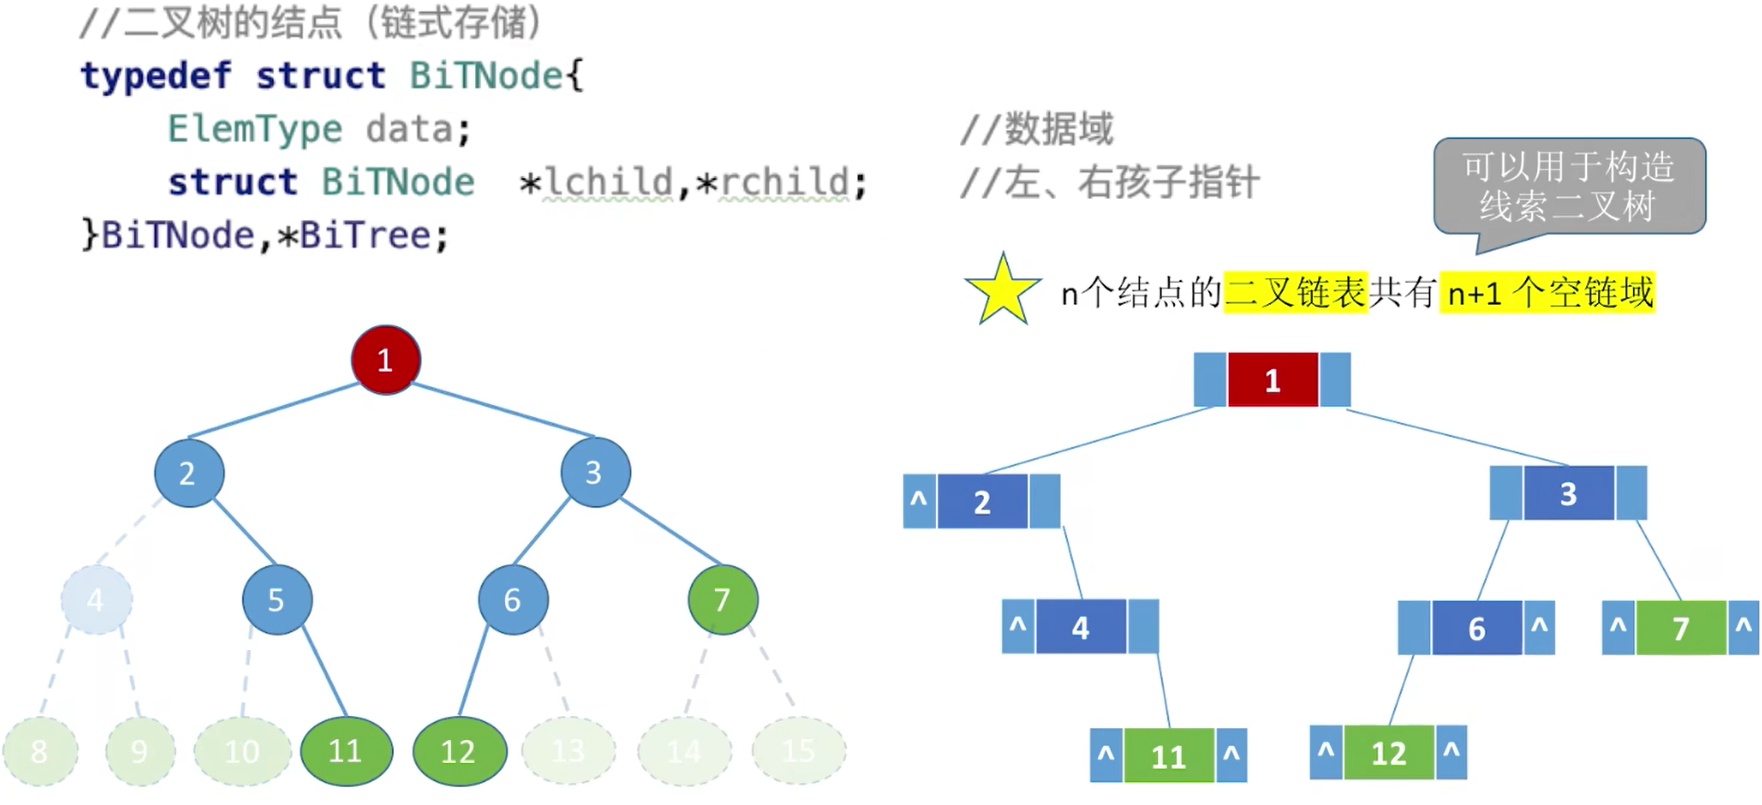 //二叉树的结点（链式存储）
typedef struct BiTNode{
ElemType data; //数据域
struct BiTNode *lchild,*rchild; //左、右孩子指针
}BiTNode,*BiTree;
可以用于构造
线索二叉树
n个结点的二叉链表共有 n+1 个空链域
1
2 3
4 5 6 7
8 9 10 11 12 13 14 15
1
^ 2 3
^ 4 6 ^ ^ 7 ^
^ 11 ^ ^ 12 ^